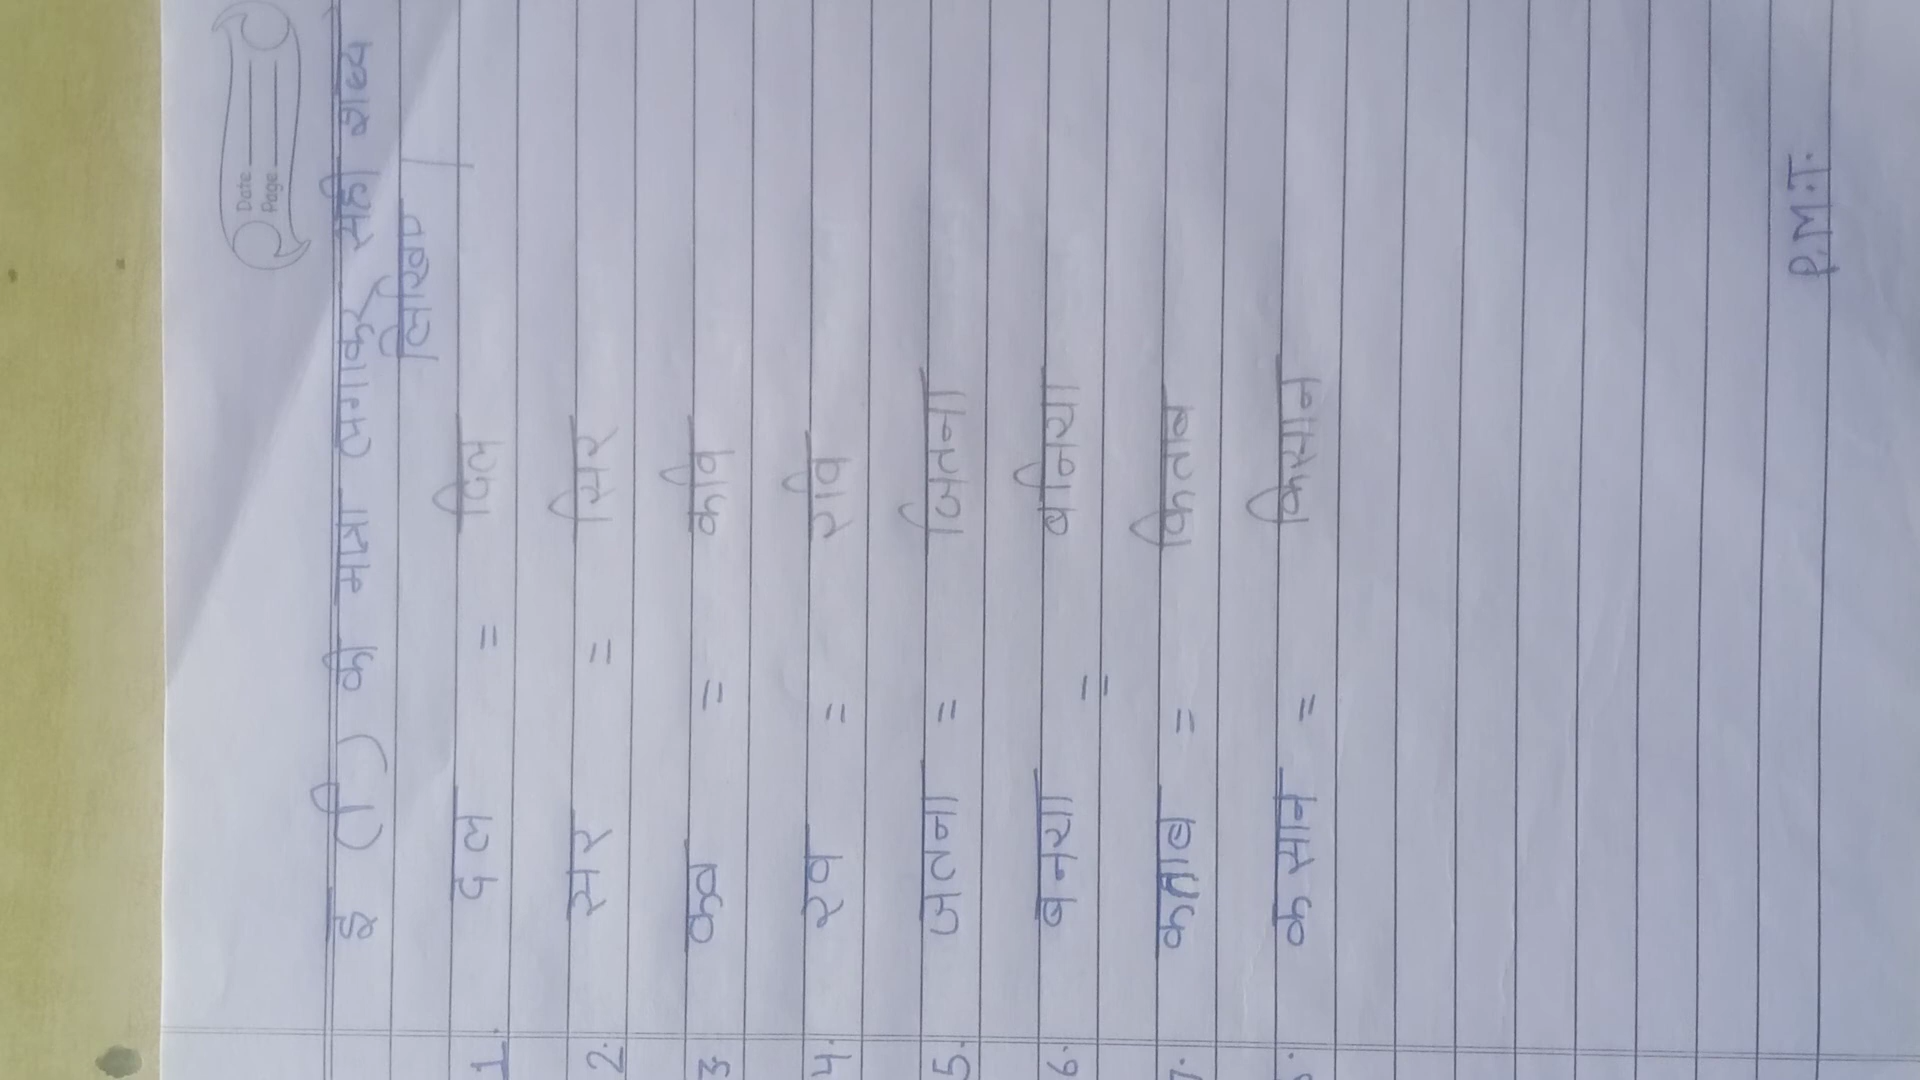 Date
Page
इ (ि) की मात्रा लगाकर सही शब्द
लिखिए।
1. दल = दिल
2. सर = सिर
3. कव = कवि
4. रव = रवि
5. जतना = जितना
6. बनया = बनिया
7. कताब = कितब
8. कसान = किसान
P.M.T.